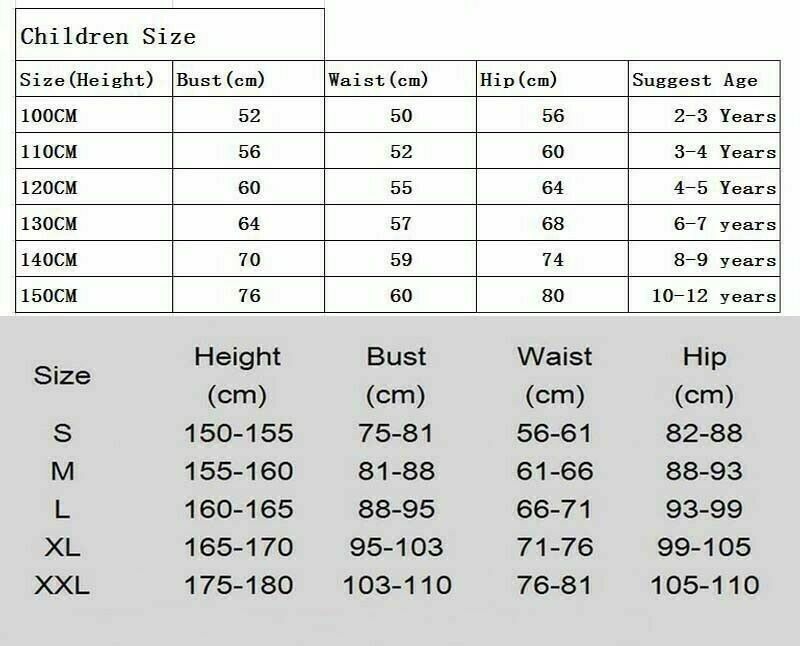 Children Size
Size(Height) Bust(cm) Waist(cm) Hip(cm) Suggest Age
100CM 52 50 56 2-3 Years
110CM 56 52 60 3-4 Years
120CM 60 55 64 4-5 Years
130CM 64 57 68 6-7 years
140CM 70 59 74 8-9 years
150CM 76 60 80 10-12 years
Size Height (cm) Bust (cm) Waist (cm) Hip (cm)
S 150-155 75-81 56-61 82-88
M 155-160 81-88 61-66 88-93
L 160-165 88-95 66-71 93-99
XL 165-170 95-103 71-76 99-105
XXL 175-180 103-110 76-81 105-110